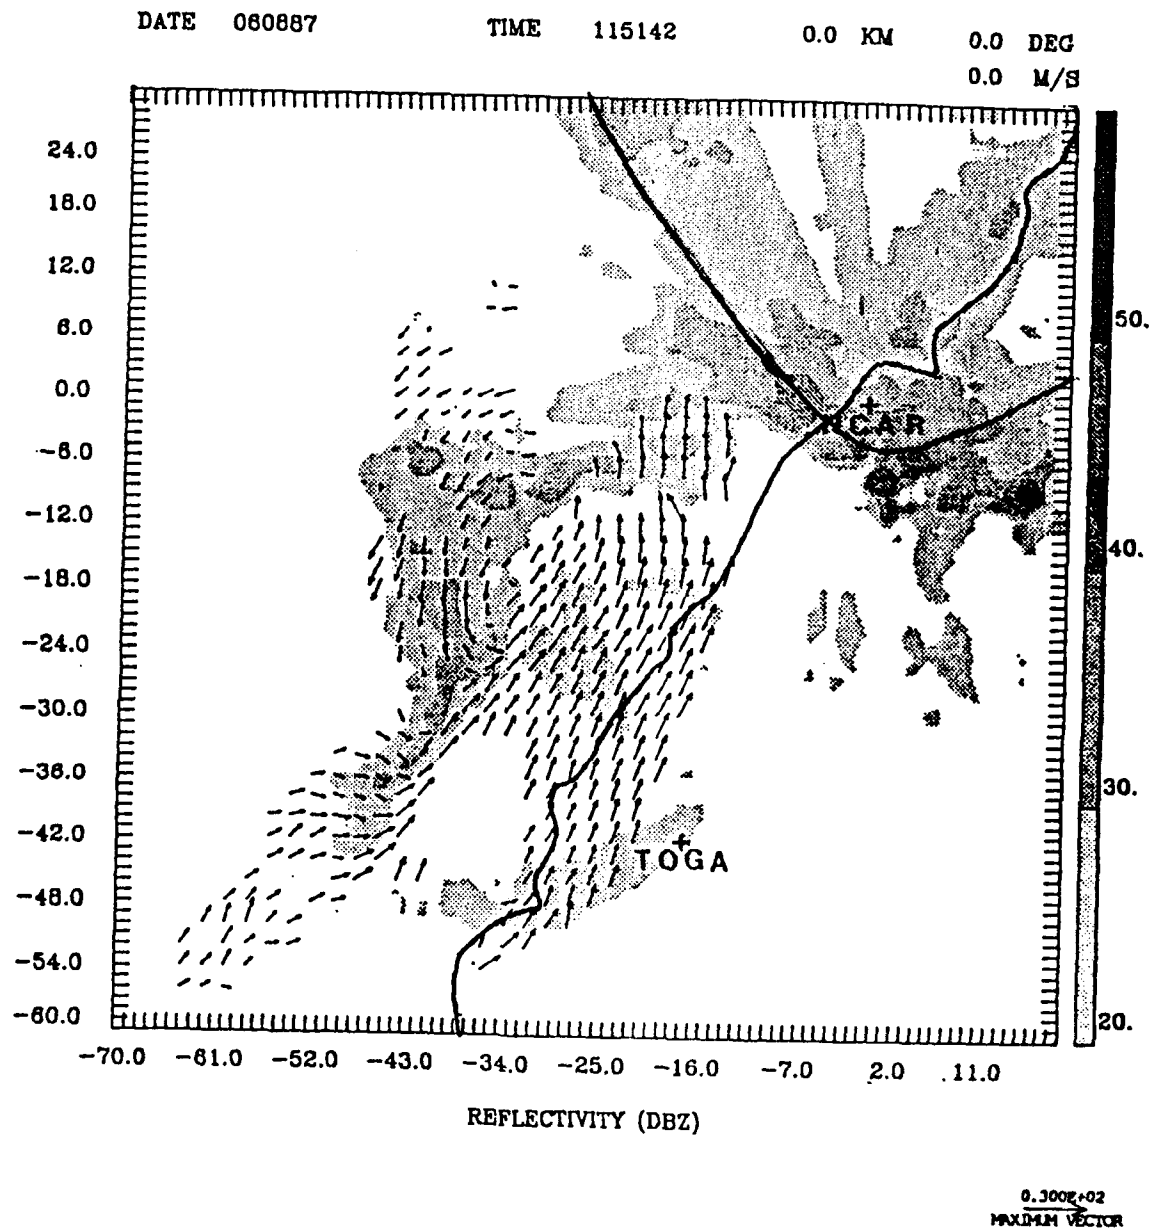 DATE 060887 TIME 115142 0.0 KM 0.0 DEG
0.0 M/S
24.0
18.0
12.0
6.0
0.0
-6.0
-12.0
-18.0
-24.0
-30.0
-36.0
-42.0
-48.0
-54.0
-60.0
50.
40.
30.
20.
NCAR
TOGA
-70.0 -61.0 -52.0 -43.0 -34.0 -25.0 -16.0 -7.0 2.0 11.0
REFLECTIVITY (DBZ)
0.300E+02
MAXIMUM VECTOR